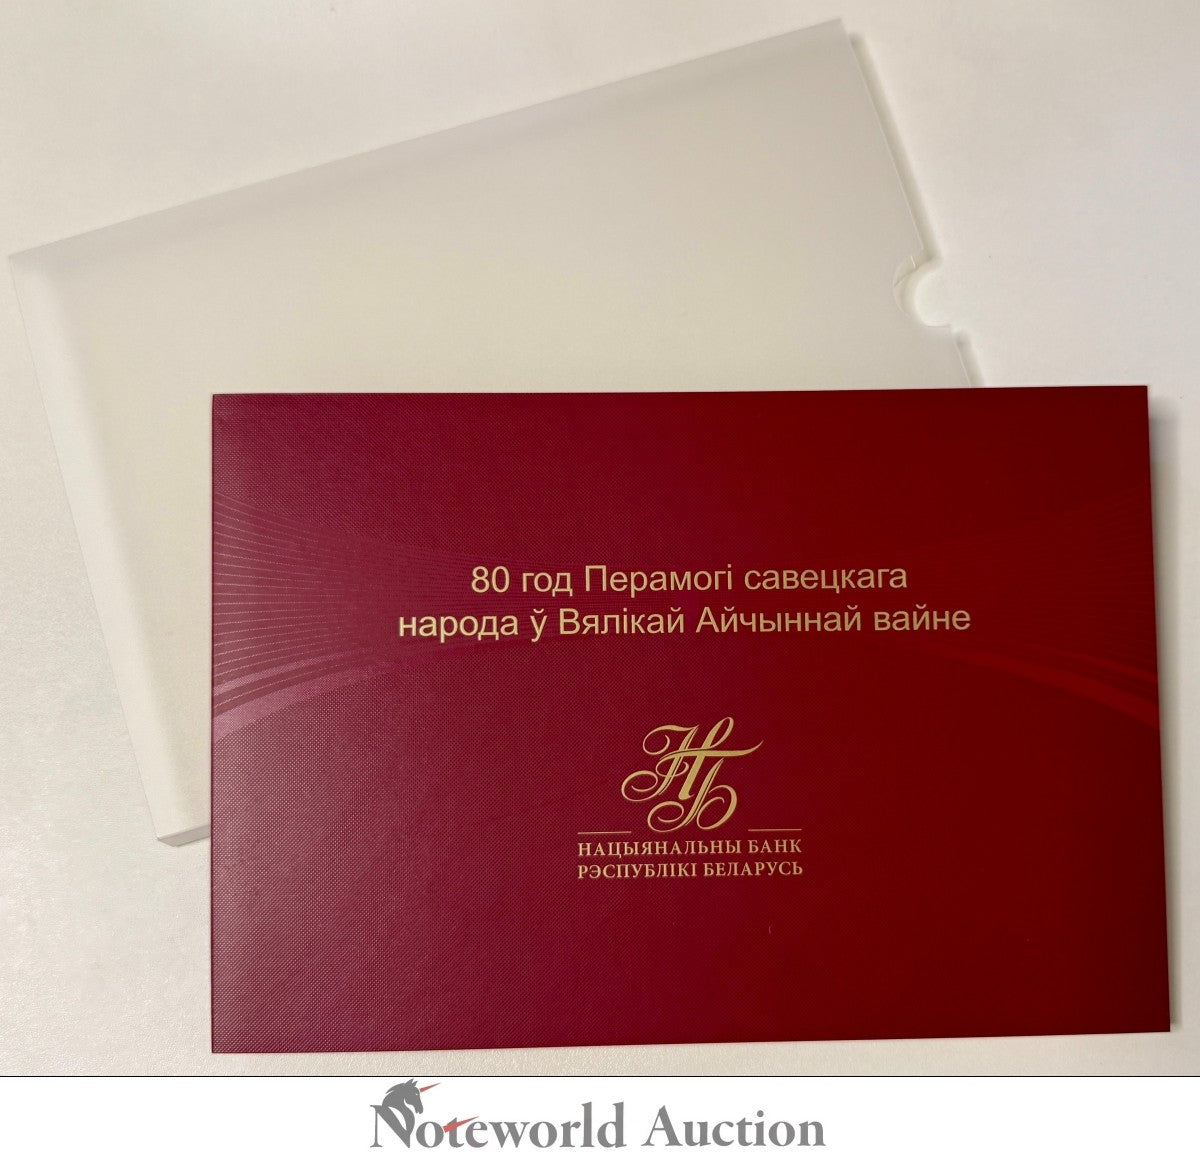 80 год Перамогі савецкага
народа ў Вялікай Айчыннай вайне
НБ
НАЦЫЯНАЛЬНЫ БАНК
РЭСПУБЛІКІ БЕЛАРУСЬ
Noteworld Auction